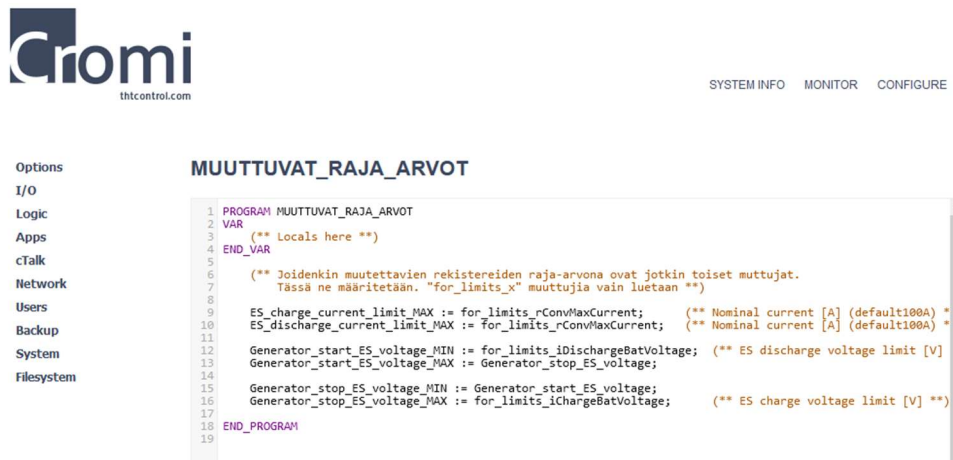 Cromi
thtcontrol.com
SYSTEM INFO MONITOR CONFIGURE
Options
I/O
Logic
Apps
cTalk
Network
Users
Backup
System
Filesystem
MUUTTUVAT_RAJA_ARVOT
1 PROGRAM MUUTTUVAT_RAJA_ARVOT
2 VAR
3 (** Locals here **)
4 END_VAR
5
6 (** Joidenkin muutettavien rekistereiden raja-arvona ovat jotkin toiset muttujat.
7 Tässä ne määritetään. "for_limits_x" muuttujia vain luetaan **)
8
9 ES_charge_current_limit_MAX := for_limits_rConvMaxCurrent; (** Nominal current [A] (default100A) *
10 ES_discharge_current_limit_MAX := for_limits_rConvMaxCurrent; (** Nominal current [A] (default100A) *
11
12 Generator_start_ES_voltage_MIN := for_limits_iDischargeBatVoltage; (** ES discharge voltage limit [V]
13 Generator_start_ES_voltage_MAX := Generator_stop_ES_voltage;
14
15 Generator_stop_ES_voltage_MIN := Generator_start_ES_voltage;
16 Generator_stop_ES_voltage_MAX := for_limits_iChargeBatVoltage; (** ES charge voltage limit [V] **)
17
18 END_PROGRAM
19